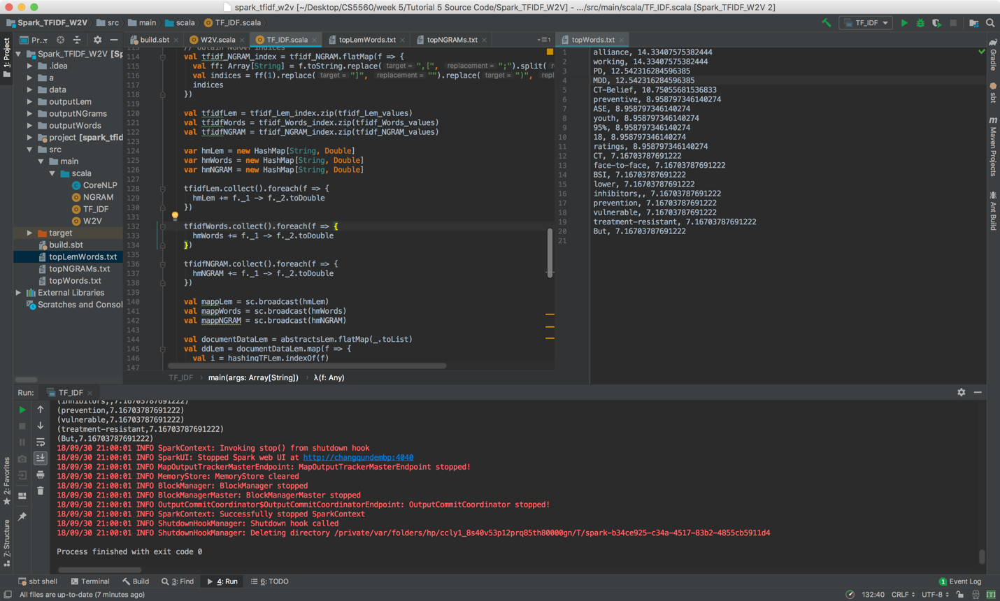 spark_tfidf_w2v [~/Desktop/CS5560/week 5/Tutorial 5 Source Code/Spark_TFIDF_W2V] - .../src/main/scala/TF_IDF.scala [Spark_TFIDF_W2V 2]
Spark_TFIDF_W2V src main scala TF_IDF.scala TF_IDF
1: Project
Pr...
Spark_TFIDF_W2V [Sp
.idea
a
data
outputLem
outputNGrams
outputWords
project [spark_tfid
src
main
scala
CoreNLP
NGRAM
TF_IDF
W2V
target
build.sbt
topLemWords.txt
topNGRAMs.txt
topWords.txt
External Libraries
Scratches and Consol
build.sbt W2V.scala TF_IDF.scala topLemWords.txt topNGRAMs.txt
// obtain NGRAM indices
114 val tfidf_NGRAM_index = tfidf_NGRAM.flatMap(f => {
115 val ff: Array[String] = f.toString.replace( target = ",[", replacement = ";").split(
116 val indices = ff(1).replace( target = "]", replacement = "").replace( target = ")",
117 indices
118 })
119
120 val tfidfLem = tfidf_Lem_index.zip(tfidf_Lem_values)
121 val tfidfWords = tfidf_Words_index.zip(tfidf_Words_values)
122 val tfidfNGRAM = tfidf_NGRAM_index.zip(tfidf_NGRAM_values)
123
124 var hmLem = new HashMap[String, Double]
125 var hmWords = new HashMap[String, Double]
126 var hmNGRAM = new HashMap[String, Double]
127
128 tfidfLem.collect().foreach(f => {
129 hmLem += f._1 -> f._2.toDouble
130 })
131
132 tfidfWords.collect().foreach(f => {
133 hmWords += f._1 -> f._2.toDouble
134 })
135
136 tfidfNGRAM.collect().foreach(f => {
137 hmNGRAM += f._1 -> f._2.toDouble
138 })
139
140 val mappLem = sc.broadcast(hmLem)
141 val mappWords = sc.broadcast(hmWords)
142 val mappNGRAM = sc.broadcast(hmNGRAM)
143
144 val documentDataLem = abstractsLem.flatMap(_.toList)
145 val ddLem = documentDataLem.map(f => {
146 val i = hashingTFLem.indexOf(f)
147
TF_IDF main(args: Array[String]) λ(f: Any)
topWords.txt
1 alliance, 14.33407575382444
2 working, 14.33407575382444
3 PD, 12.542316284596385
4 MDD, 12.542316284596385
5 CT-Belief, 10.75055681536833
6 preventive, 8.958797346140274
7 ASE, 8.958797346140274
8 youth, 8.958797346140274
9 95%, 8.958797346140274
10 18, 8.958797346140274
11 ratings, 8.958797346140274
12 CT, 7.16703787691222
13 face-to-face, 7.16703787691222
14 BSI, 7.16703787691222
15 lower, 7.16703787691222
16 inhibitors,, 7.16703787691222
17 prevention, 7.16703787691222
18 vulnerable, 7.16703787691222
19 treatment-resistant, 7.16703787691222
20 But, 7.16703787691222
21
Gradle
sbt
m Maven Projects
Ant Build
Run: TF_IDF
(inhibitors,,7.16703787691222)
(prevention,7.16703787691222)
(vulnerable,7.16703787691222)
(treatment-resistant,7.16703787691222)
(But,7.16703787691222)
18/09/30 21:00:01 INFO SparkContext: Invoking stop() from shutdown hook
18/09/30 21:00:01 INFO SparkUI: Stopped Spark web UI at http://changqundembp:4040
18/09/30 21:00:01 INFO MapOutputTrackerMasterEndpoint: MapOutputTrackerMasterEndpoint stopped!
18/09/30 21:00:01 INFO MemoryStore: MemoryStore cleared
18/09/30 21:00:01 INFO BlockManager: BlockManager stopped
18/09/30 21:00:01 INFO BlockManagerMaster: BlockManagerMaster stopped
18/09/30 21:00:01 INFO OutputCommitCoordinator$OutputCommitCoordinatorEndpoint: OutputCommitCoordinator stopped!
18/09/30 21:00:01 INFO SparkContext: Successfully stopped SparkContext
18/09/30 21:00:01 INFO ShutdownHookManager: Shutdown hook called
18/09/30 21:00:01 INFO ShutdownHookManager: Deleting directory /private/var/folders/hp/ccly1_8s40v53p12prq85th80000gn/T/spark-b34ce925-c34a-4517-83b2-4855cb5911d4
Process finished with exit code 0
2: Favorites
7: Structure
sbt shell Terminal Build 3: Find 4: Run 6: TODO 1 Event Log
All files are up-to-date (7 minutes ago) 132:40 CRLF UTF-8 [T]